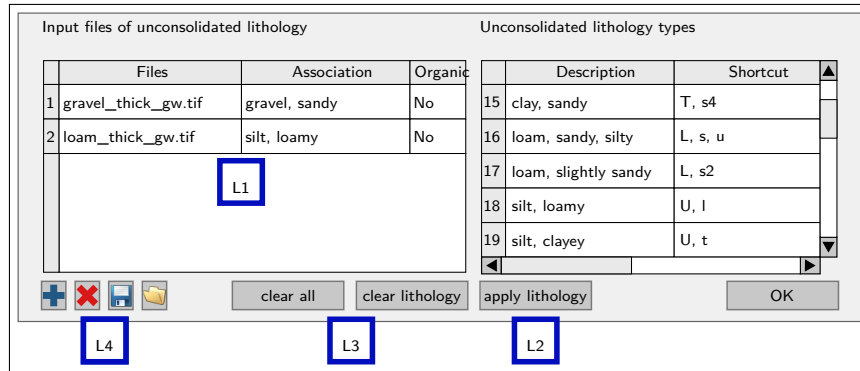 Input files of unconsolidated lithology
Unconsolidated lithology types
Files Association Organic
1 gravel_thick_gw.tif gravel, sandy No
2 loam_thick_gw.tif silt, loamy No
L1
Description Shortcut
15 clay, sandy T, s4
16 loam, sandy, silty L, s, u
17 loam, slightly sandy L, s2
18 silt, loamy U, l
19 silt, clayey U, t
clear all clear lithology apply lithology OK
L4 L3 L2